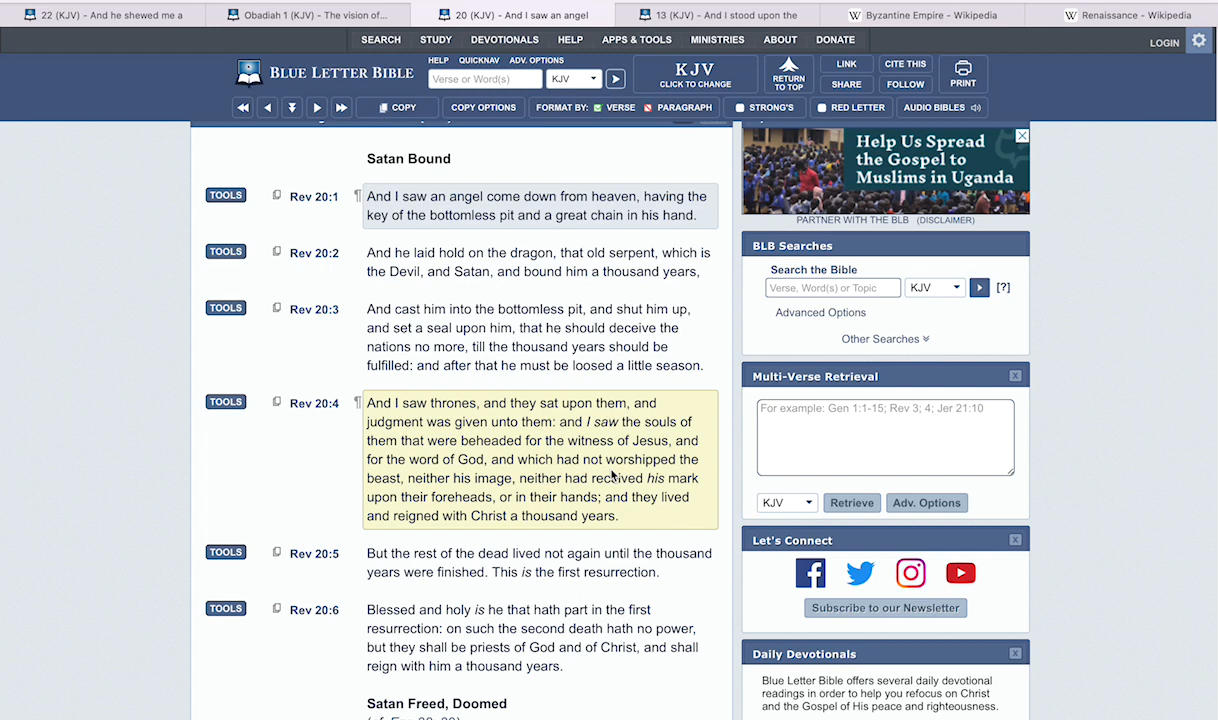 22 (KJV) - And he shewed me a
Obadiah 1 (KJV) - The vision of...
20 (KJV) - And I saw an angel
13 (KJV) - And I stood upon the
Byzantine Empire - Wikipedia
Renaissance - Wikipedia
SEARCH STUDY DEVOTIONALS HELP APPS & TOOLS MINISTRIES ABOUT DONATE
LOGIN
BLUE LETTER BIBLE
HELP QUICKNAV ADV. OPTIONS
Verse or Word(s)
KJV
KJV
CLICK TO CHANGE
RETURN
TO TOP
LINK
CITE THIS
SHARE
FOLLOW
PRINT
COPY
COPY OPTIONS
FORMAT BY: VERSE PARAGRAPH
STRONG'S
RED LETTER
AUDIO BIBLES
Satan Bound
TOOLS Rev 20:1 ¶ And I saw an angel come down from heaven, having the
key of the bottomless pit and a great chain in his hand.
TOOLS Rev 20:2 And he laid hold on the dragon, that old serpent, which is
the Devil, and Satan, and bound him a thousand years,
TOOLS Rev 20:3 And cast him into the bottomless pit, and shut him up,
and set a seal upon him, that he should deceive the
nations no more, till the thousand years should be
fulfilled: and after that he must be loosed a little season.
TOOLS Rev 20:4 ¶ And I saw thrones, and they sat upon them, and
judgment was given unto them: and I saw the souls of
them that were beheaded for the witness of Jesus, and
for the word of God, and which had not worshipped the
beast, neither his image, neither had received his mark
upon their foreheads, or in their hands; and they lived
and reigned with Christ a thousand years.
TOOLS Rev 20:5 But the rest of the dead lived not again until the thousand
years were finished. This is the first resurrection.
TOOLS Rev 20:6 Blessed and holy is he that hath part in the first
resurrection: on such the second death hath no power,
but they shall be priests of God and of Christ, and shall
reign with him a thousand years.
Satan Freed, Doomed
Help Us Spread
the Gospel to
Muslims in Uganda
PARTNER WITH THE BLB (DISCLAIMER)
BLB Searches
Search the Bible
Verse, Word(s) or Topic
KJV
[?]
Advanced Options
Other Searches
Multi-Verse Retrieval
For example: Gen 1:1-15; Rev 3; 4; Jer 21:10
KJV
Retrieve
Adv. Options
Let's Connect
Subscribe to our Newsletter
Daily Devotionals
Blue Letter Bible offers several daily devotional
readings in order to help you refocus on Christ
and the Gospel of His peace and righteousness.